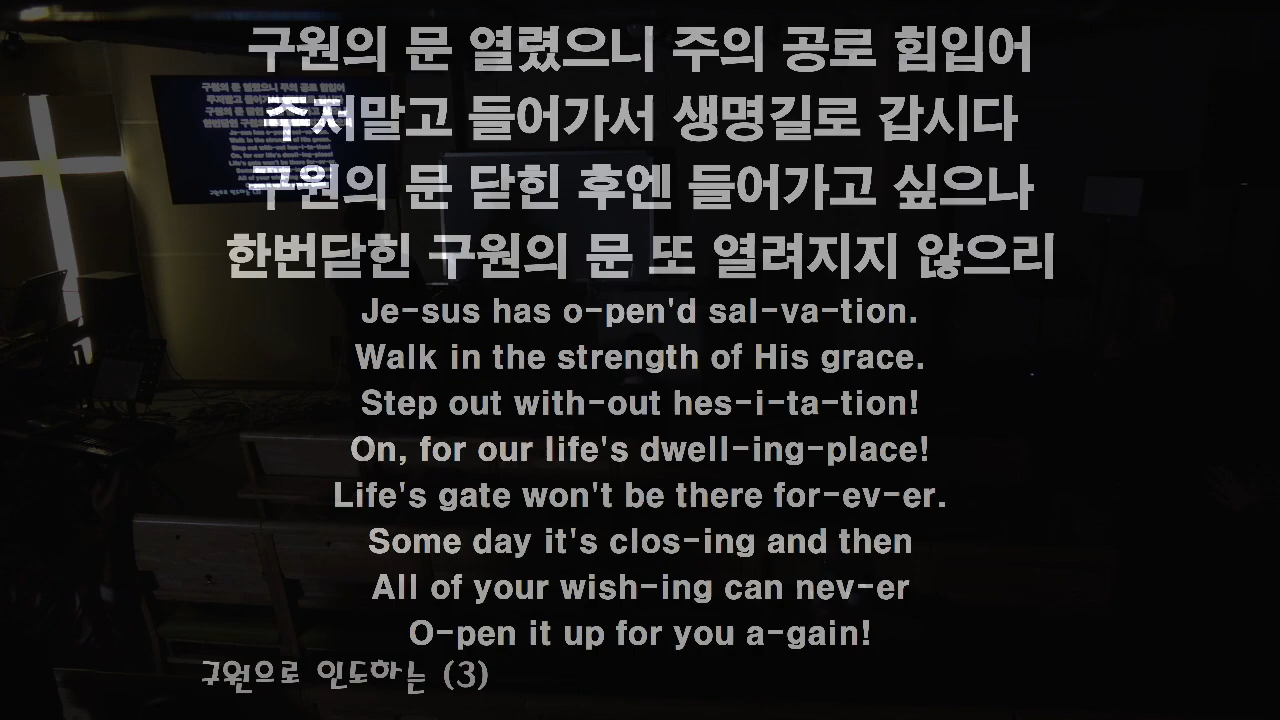 구원의 문 열렸으니 주의 공로 힘입어
주저말고 들어가서 생명길로 갑시다
구원의 문 닫힌 후엔 들어가고 싶으나
한번닫힌 구원의 문 또 열려지지 않으리
Je-sus has o-pen'd sal-va-tion.
Walk in the strength of His grace.
Step out with-out hes-i-ta-tion!
On, for our life's dwell-ing-place!
Life's gate won't be there for-ev-er.
Some day it's clos-ing and then
All of your wish-ing can nev-er
O-pen it up for you a-gain!
구원으로 인도하는 (3)